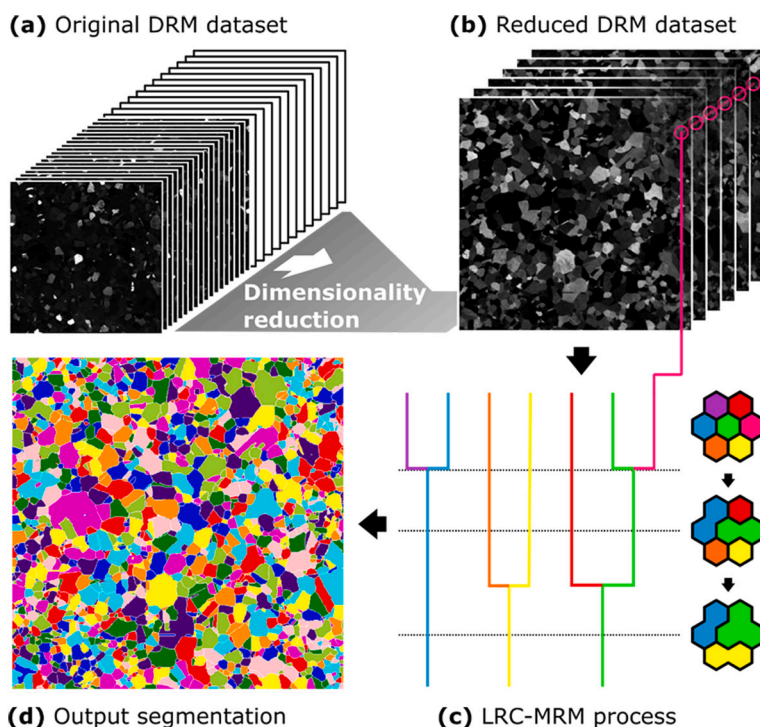 (a) Original DRM dataset
(b) Reduced DRM dataset
Dimensionality
reduction
(d) Output segmentation
(c) LRC-MRM process